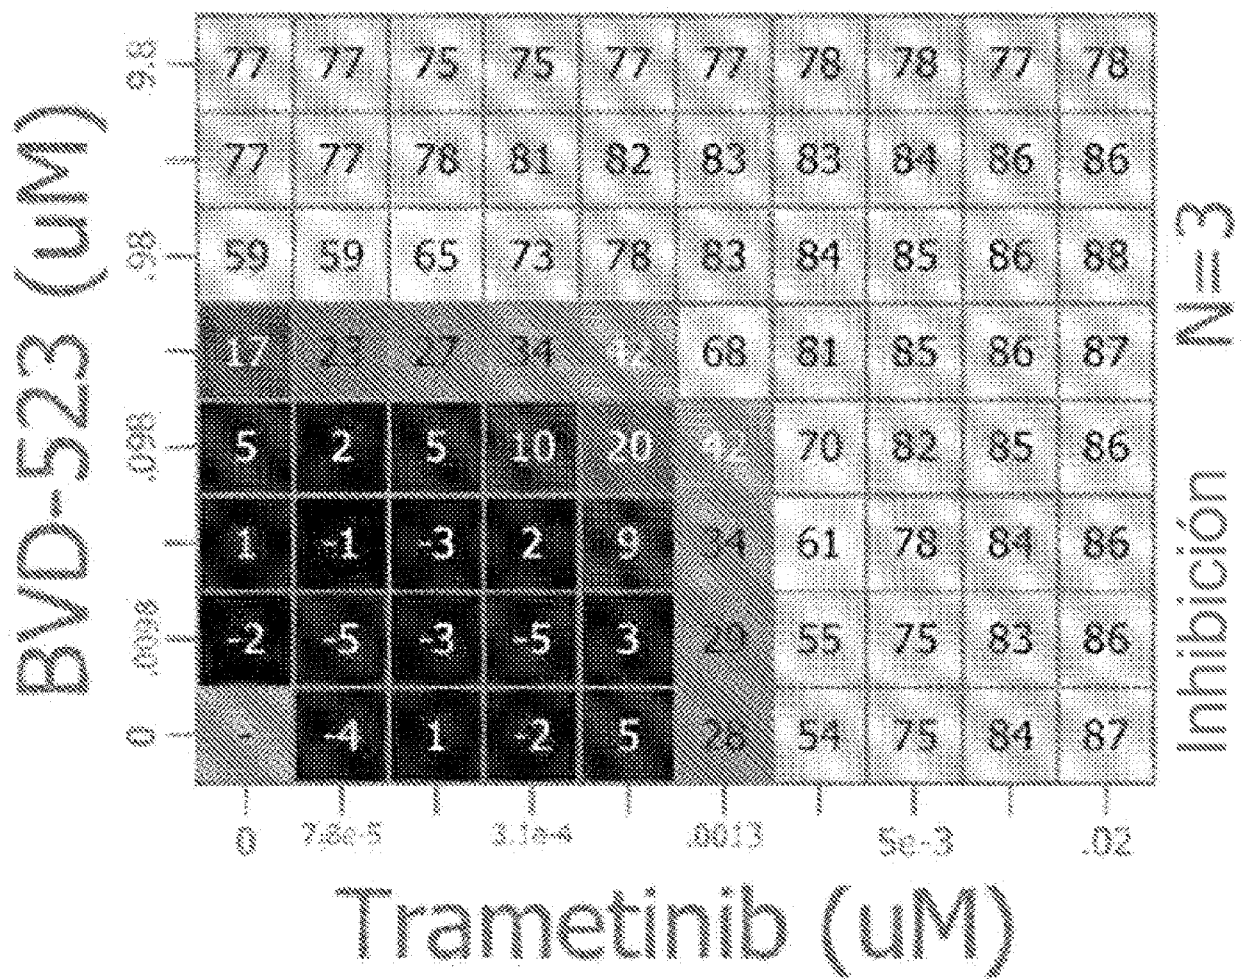 BVD-523 (uM)
9.8
77 77 75 75 77 77 78 78 77 78
77 77 78 81 82 83 83 84 86 86
.98
59 59 65 73 78 83 84 85 86 88
17 27 34 42 68 81 85 86 87
.098
5 2 5 10 20 42 70 82 85 86
1 -1 -3 2 9 34 61 78 84 86
.0098
-2 -5 -3 -5 3 55 75 83 86
0
- -4 1 -2 5 26 54 75 84 87
0 7.8e-5 3.1e-4 .0013 5e-3 .02
Trametinib (uM)
Inhibición N=3